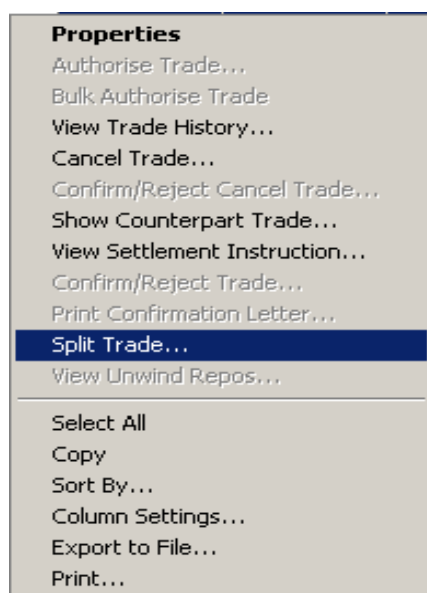 Properties
Authorise Trade...
Bulk Authorise Trade
View Trade History...
Cancel Trade...
Confirm/Reject Cancel Trade...
Show Counterpart Trade...
View Settlement Instruction...
Confirm/Reject Trade...
Print Confirmation Letter...
Split Trade...
View Unwind Repos...
Select All
Copy
Sort By...
Column Settings...
Export to File...
Print...